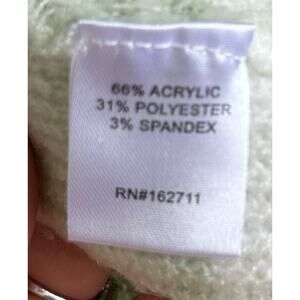 66% ACRYLIC
31% POLYESTER
3% SPANDEX
RN#162711